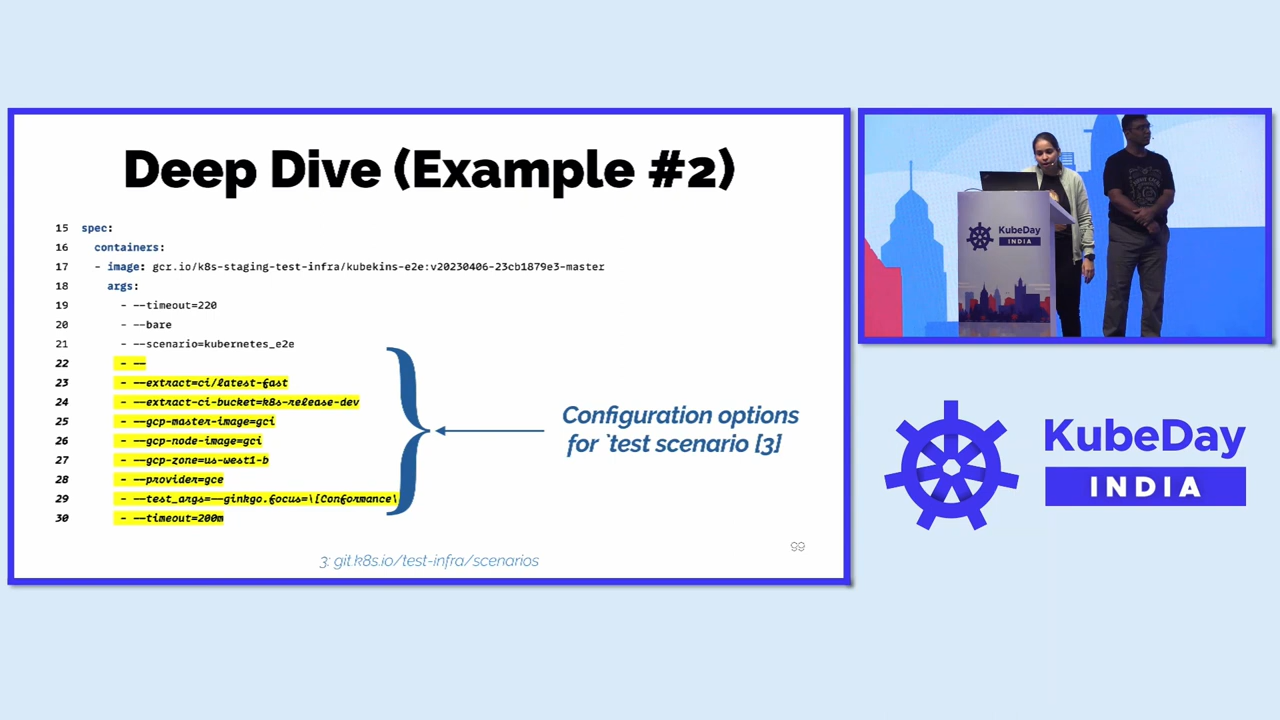 Deep Dive (Example #2)
15 spec:
16 containers:
17 - image: gcr.io/k8s-staging-test-infra/kubekins-e2e:v20230406-23cb1879e3-master
18 args:
19 - --timeout=220
20 - --bare
21 - --scenario=kubernetes_e2e
22 - --
23 - --extract=ci/latest-fast
24 - --extract-ci-bucket=k8s-release-dev
25 - --gcp-master-image=gci
26 - --gcp-node-image=gci
27 - --gcp-zone=us-west1-b
28 - --provider=gce
29 - --test_args=--ginkgo.focus=\[Conformance\
30 - --timeout=200m
Configuration options
for `test scenario [3]
3: git.k8s.io/test-infra/scenarios
99
KubeDay
INDIA
KubeDay
INDIA